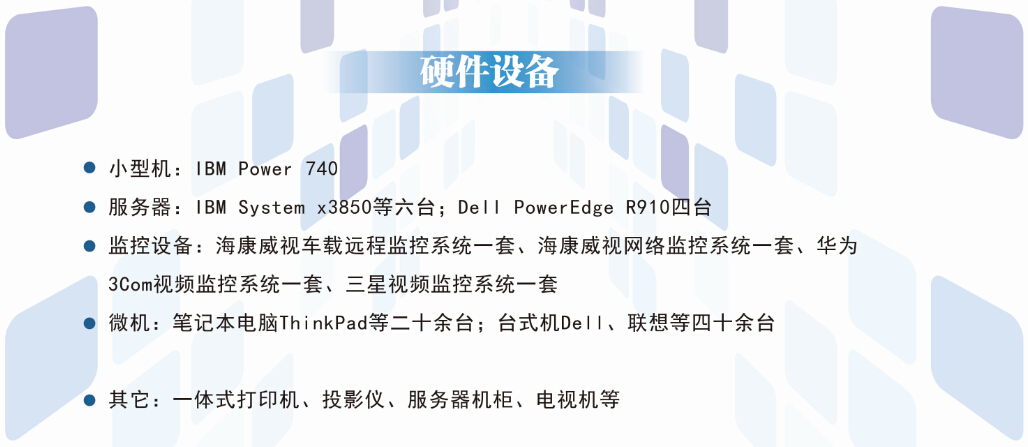 硬件设备
小型机：IBM Power 740
服务器：IBM System x3850等六台；Dell PowerEdge R910四台
监控设备：海康威视车载远程监控系统一套、海康威视网络监控系统一套、华为
3Com视频监控系统一套、三星视频监控系统一套
微机：笔记本电脑ThinkPad等二十余台；台式机Dell、联想等四十余台
其它：一体式打印机、投影仪、服务器机柜、电视机等